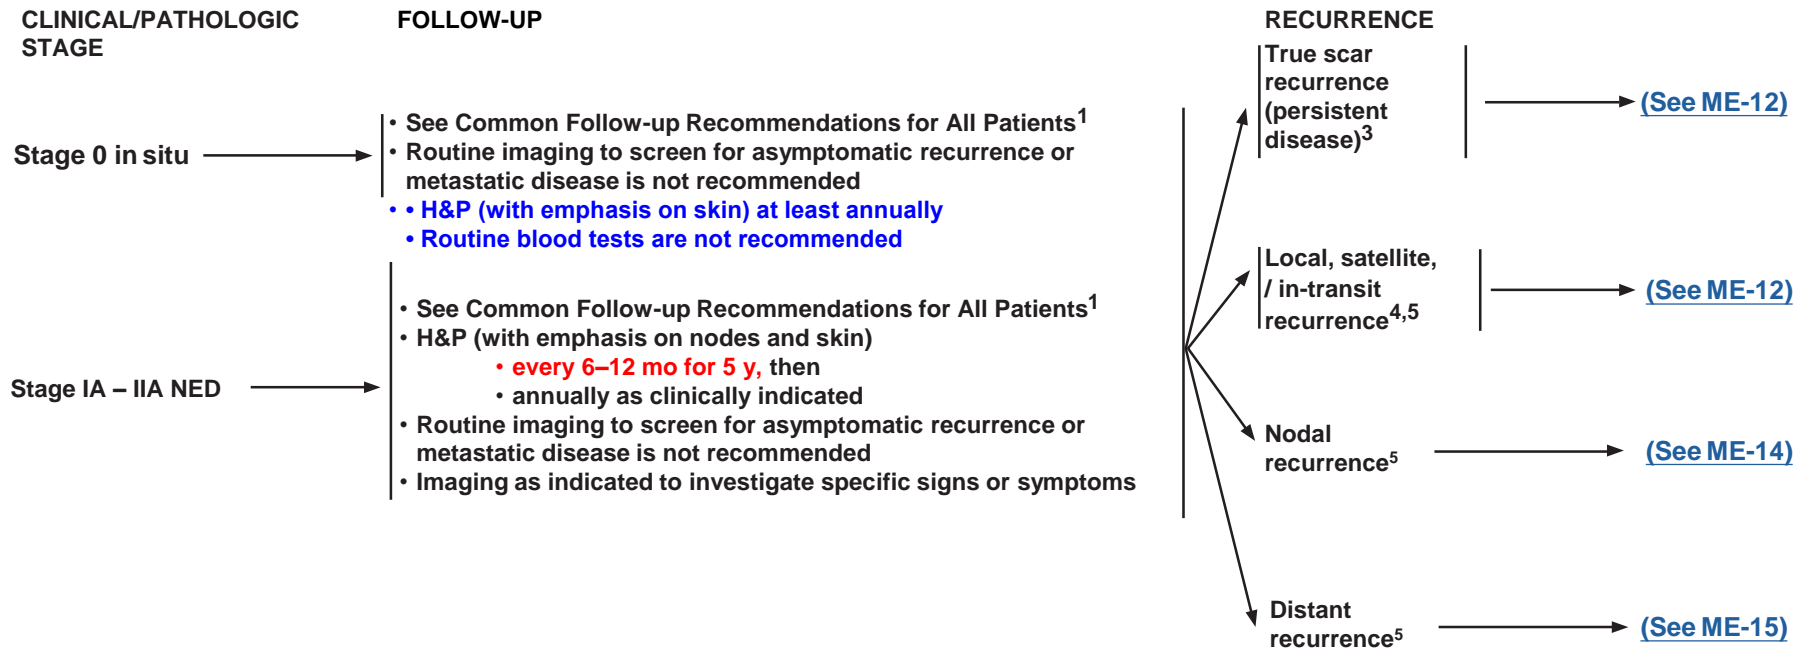 CLINICAL/PATHOLOGIC
STAGE
FOLLOW-UP
RECURRENCE
Stage 0 in situ
• See Common Follow-up Recommendations for All Patients1
• Routine imaging to screen for asymptomatic recurrence or
metastatic disease is not recommended
• • H&P (with emphasis on skin) at least annually
• Routine blood tests are not recommended
Stage IA – IIA NED
• See Common Follow-up Recommendations for All Patients1
• H&P (with emphasis on nodes and skin)
• every 6–12 mo for 5 y, then
• annually as clinically indicated
• Routine imaging to screen for asymptomatic recurrence or
metastatic disease is not recommended
• Imaging as indicated to investigate specific signs or symptoms
True scar
recurrence
(persistent
disease)3
(See ME-12)
Local, satellite,
/ in-transit
recurrence4,5
(See ME-12)
Nodal
recurrence5
(See ME-14)
Distant
recurrence5
(See ME-15)